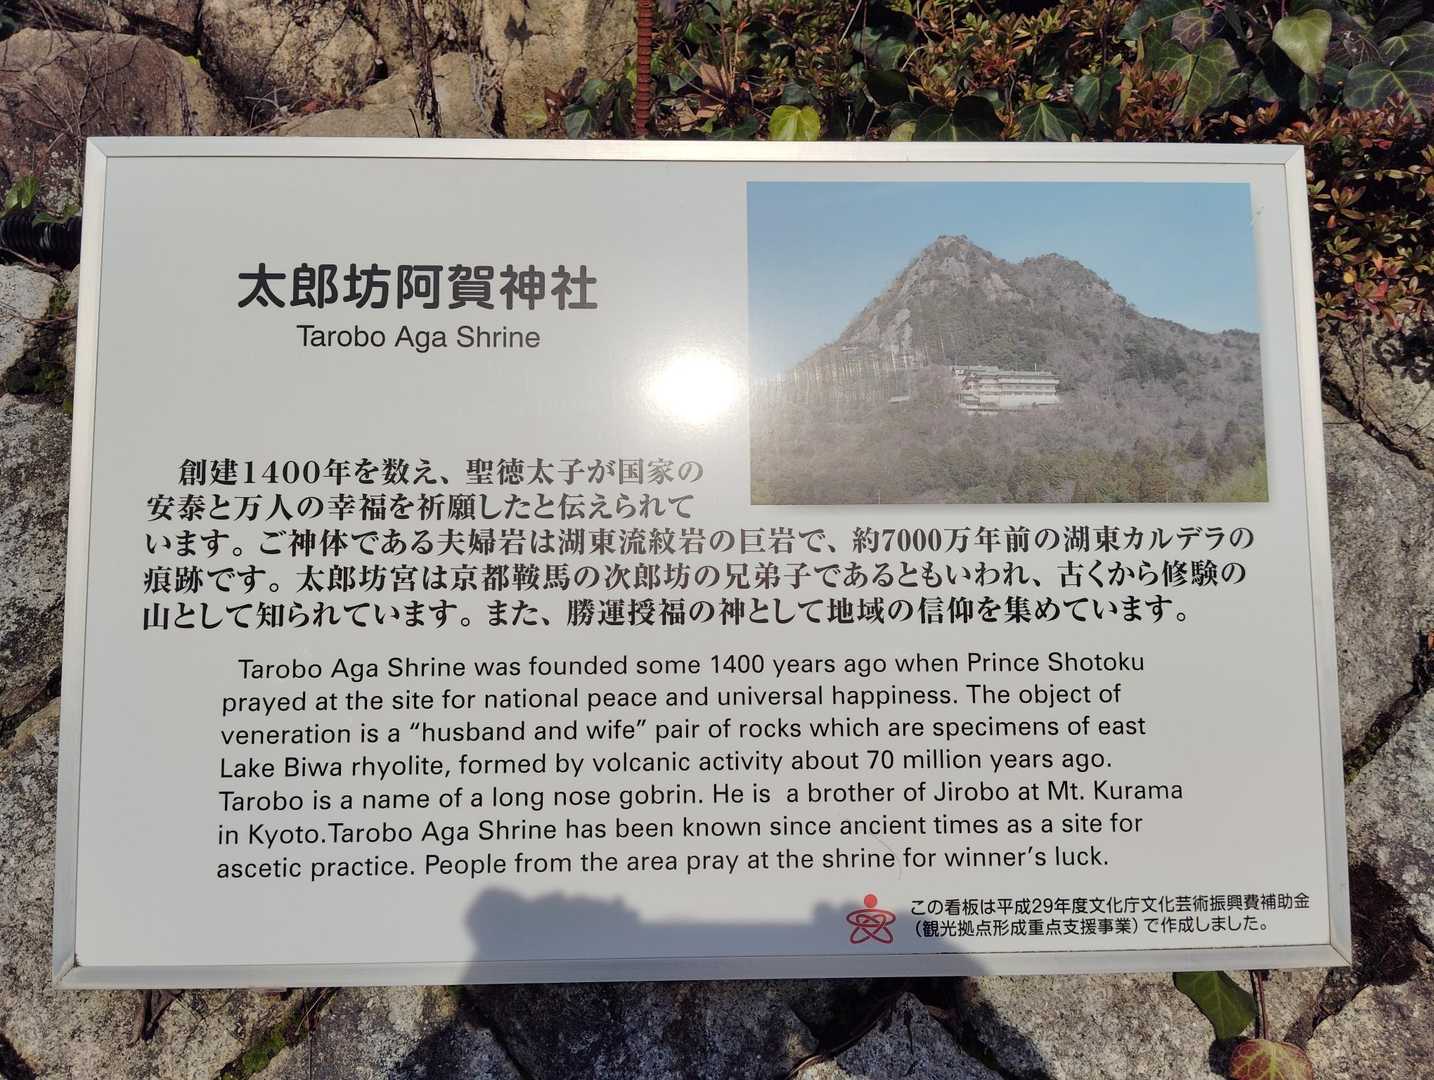 太郎坊阿賀神社
Tarobo Aga Shrine
創建1400年を数え、聖徳太子が国家の
安泰と万人の幸福を祈願したと伝えられて
います。ご神体である夫婦岩は湖東流紋岩の巨岩で、約7000万年前の湖東カルデラの
痕跡です。太郎坊宮は京都鞍馬の次郎坊の兄弟子であるともいわれ、古くから修験の
山として知られています。また、勝運授福の神として地域の信仰を集めています。
Tarobo Aga Shrine was founded some 1400 years ago when Prince Shotoku
prayed at the site for national peace and universal happiness. The object of
veneration is a “husband and wife” pair of rocks which are specimens of east
Lake Biwa rhyolite, formed by volcanic activity about 70 million years ago.
Tarobo is a name of a long nose gobrin. He is  a brother of Jirobo at Mt. Kurama
in Kyoto.Tarobo Aga Shrine has been known since ancient times as a site for
ascetic practice. People from the area pray at the shrine for winner’s luck.
この看板は平成29年度文化庁文化芸術振興費補助金
（観光拠点形成重点支援事業）で作成しました。